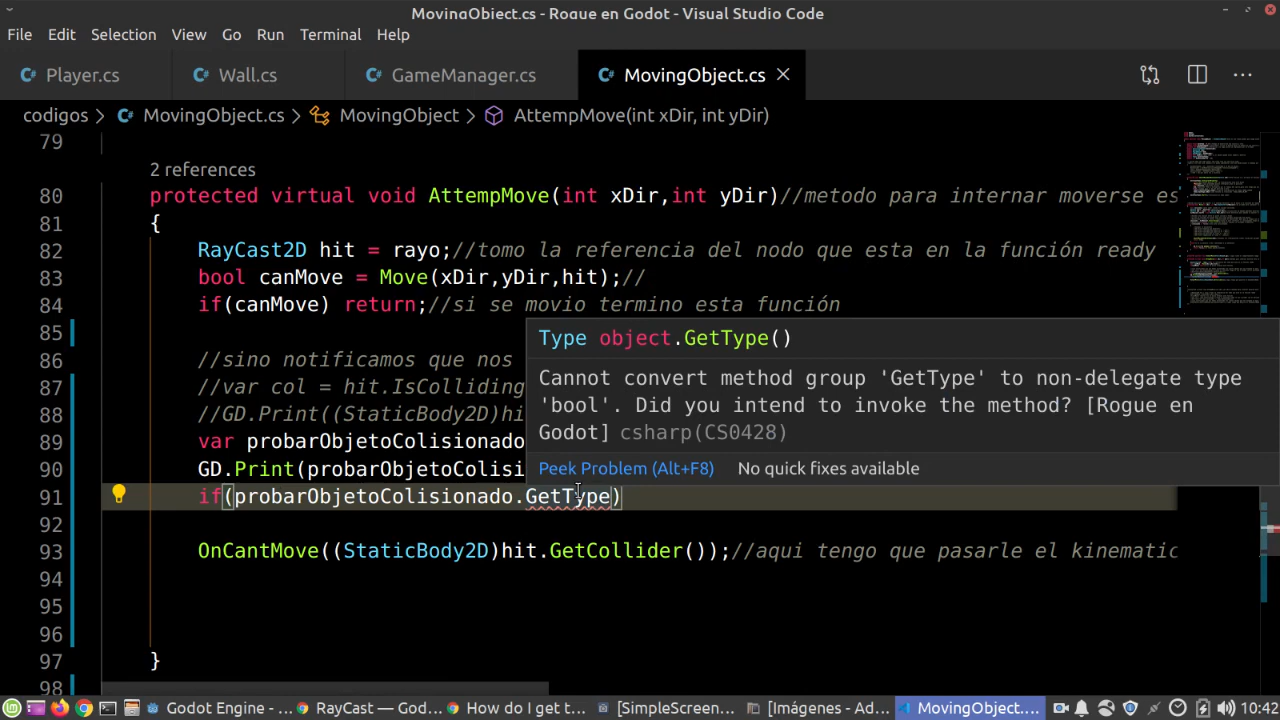 MovingObject.cs - Rogue en Godot - Visual Studio Code
File Edit Selection View Go Run Terminal Help
Player.cs Wall.cs GameManager.cs MovingObject.cs
codigos > MovingObject.cs > MovingObject > AttempMove(int xDir, int yDir)
79
2 references
80 protected virtual void AttempMove(int xDir,int yDir)//metodo para internar moverse es
81 {
82 RayCast2D hit = rayo;//tomo la referencia del nodo que esta en la función ready
83 bool canMove = Move(xDir,yDir,hit);//
84 if(canMove) return;//si se movio termino esta función
85
86 //sino notificamos que nos
87 //var col = hit.IsColliding
88 //GD.Print((StaticBody2D)hi
89 var probarObjetoColisionado
90 GD.Print(probarObjetoColisi
91 if(probarObjetoColisionado.GetType)
92
93 OnCantMove((StaticBody2D)hit.GetCollider());//aqui tengo que pasarle el kinematic
94
95
96
97 }
98
Type object.GetType()
Cannot convert method group 'GetType' to non-delegate type
'bool'. Did you intend to invoke the method? [Rogue en
Godot] csharp(CS0428)
Peek Problem (Alt+F8) No quick fixes available
Godot Engine - ... RayCast — God... How do I get t... [SimpleScreen... [Imágenes - Ad... MovingObject.... 10:42